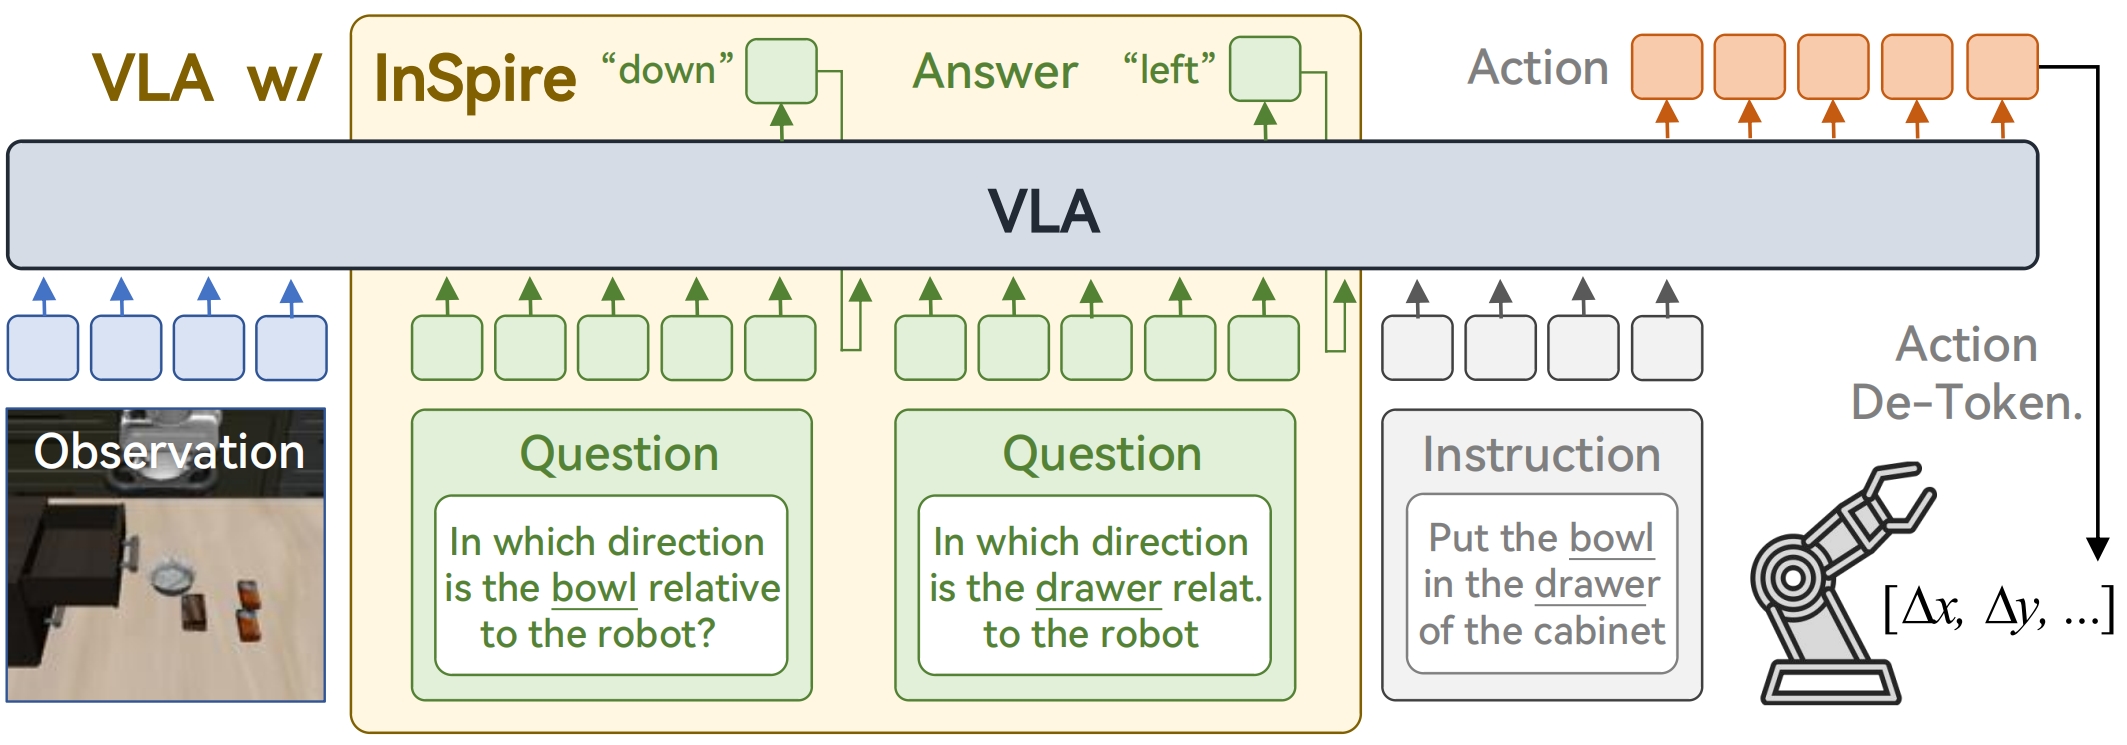 VLA w/ InSpire "down" Answer "left" Action
VLA
Observation
Question
In which direction
is the bowl relative
to the robot?
Question
In which direction
is the drawer relat.
to the robot
Instruction
Put the bowl
in the drawer
of the cabinet
Action
De-Token.
[Δx, Δy, ...]